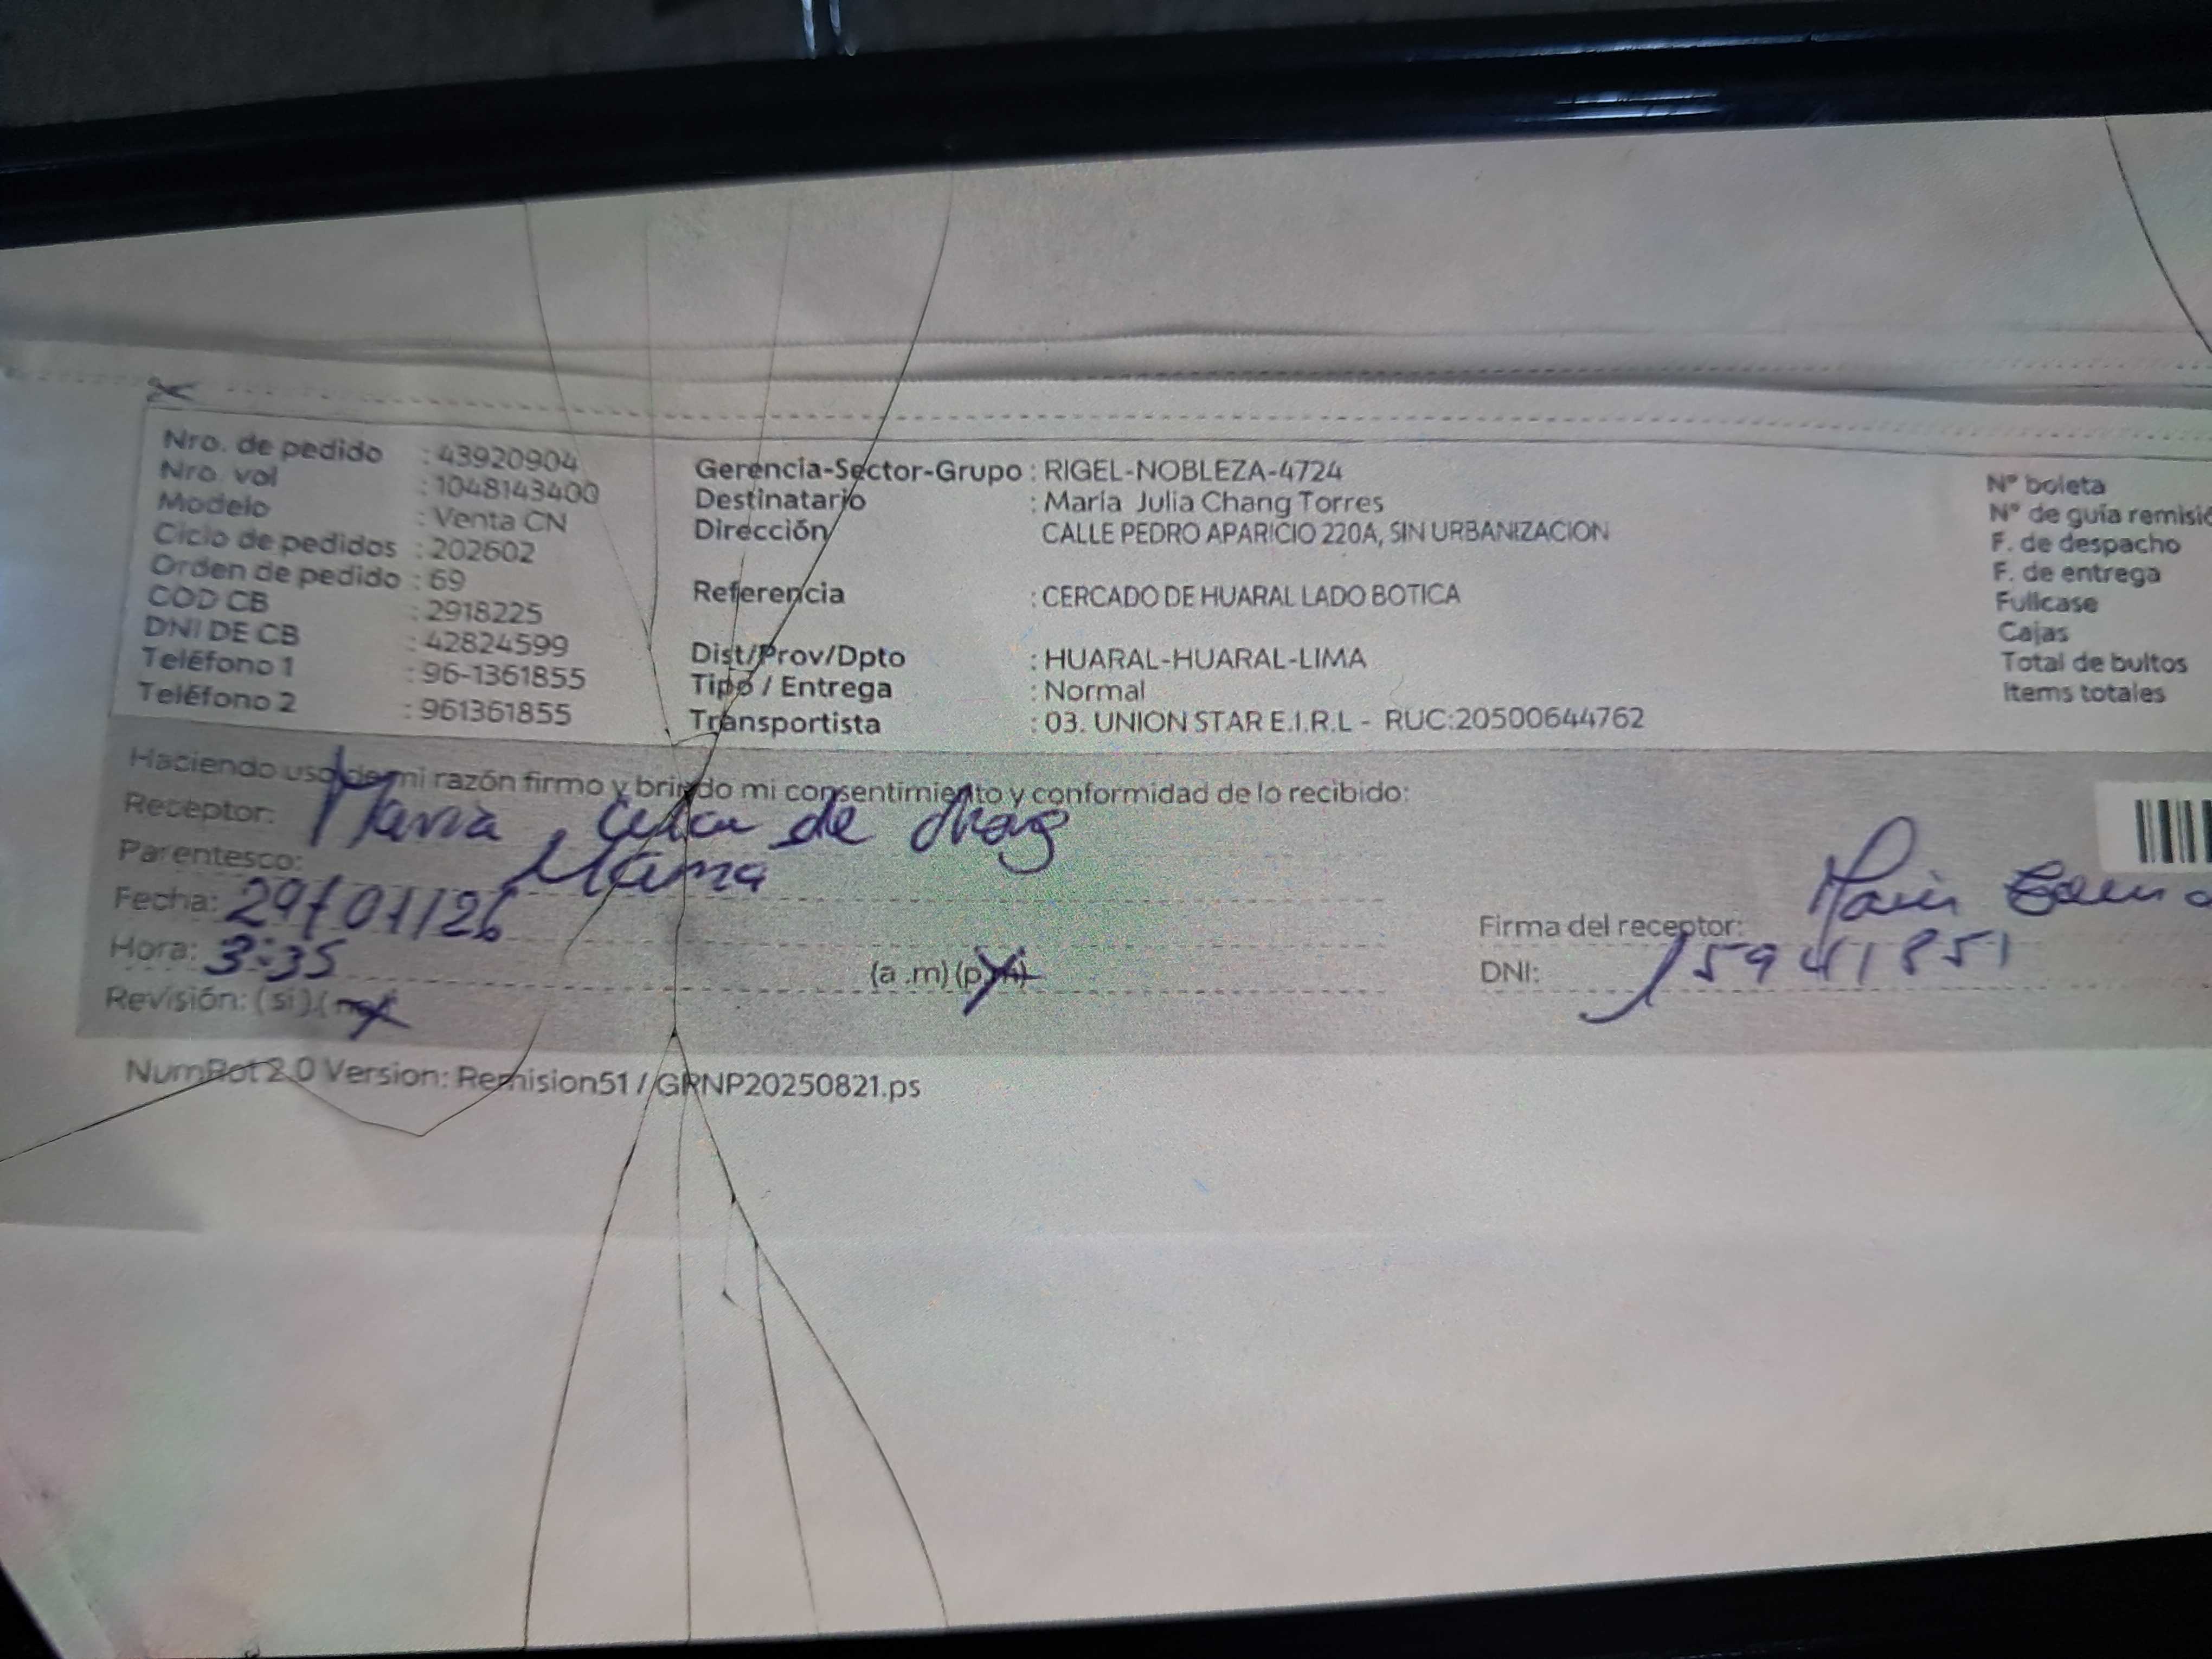 Nro. de pedido : 43920904
Nro. vol : 1048143400
Modelo : Venta CN
Ciclo de pedidos : 202602
Orden de pedido : 69
COD CB : 2918225
DNI DE CB : 42824599
Teléfono 1 : 96-1361855
Teléfono 2 : 961361855
Gerencia-Sector-Grupo : RIGEL-NOBLEZA-4724
Destinatario : María Julia Chang Torres
Dirección CALLE PEDRO APARICIO 220A, SIN URBANIZACION
Referencia : CERCADO DE HUARAL LADO BOTICA
Dist/Prov/Dpto : HUARAL-HUARAL-LIMA
Tipo / Entrega : Normal
Transportista : 03. UNION STAR E.I.R.L - RUC:20500644762
N° boleta
N° de guía remisió
F. de despacho
F. de entrega
Fullcase
Cajas
Total de bultos
Items totales
Haciendo uso de mi razón firmo y brindo mi consentimiento y conformidad de lo recibido:
Receptor: Maria de
Parentesco: Mama
Fecha: 29/01/26
Hora: 3:35 (a .m) (p.m)
Revisión: (si) (no)
Firma del receptor:
DNI: 15941851
NumBot 2.0 Version: Remision51 / GRNP20250821.ps